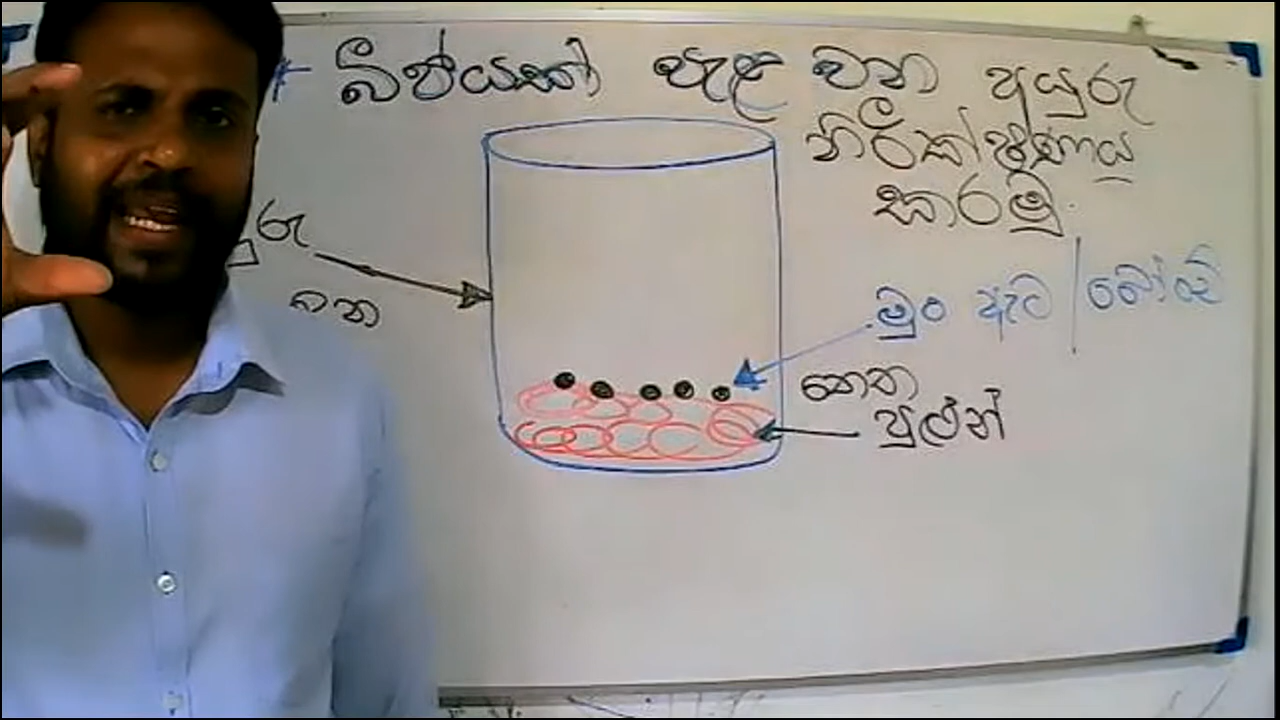 * බීජයක් පැළ වන අයුරු
නිරීක්ෂණය
කරමු.
මුං ඇට | බෝංචි
තෙත
පුළුන්